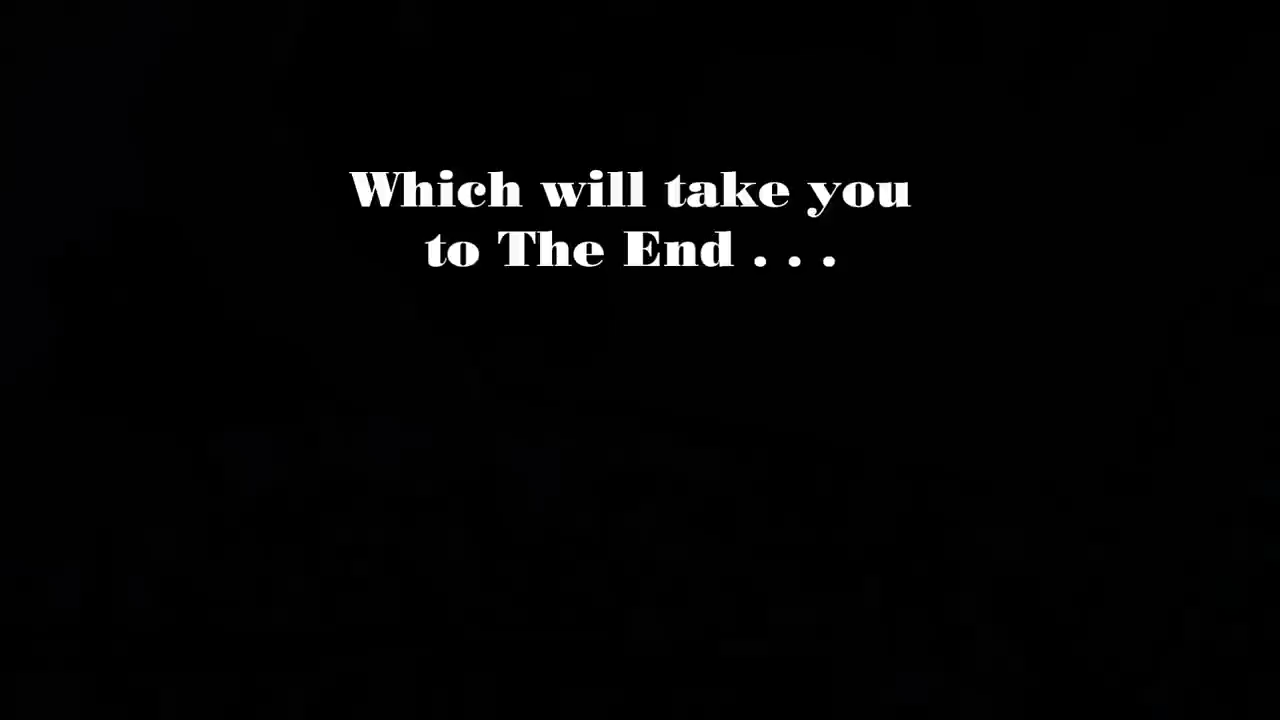 Which will take you
to The End . . .